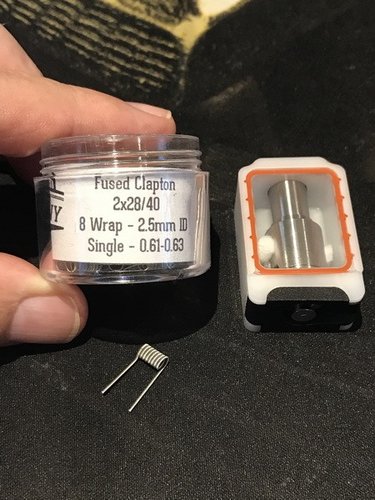 Fused Clapton
2x28/40
8 Wrap - 2.5mm ID
Single - 0.61-0.63